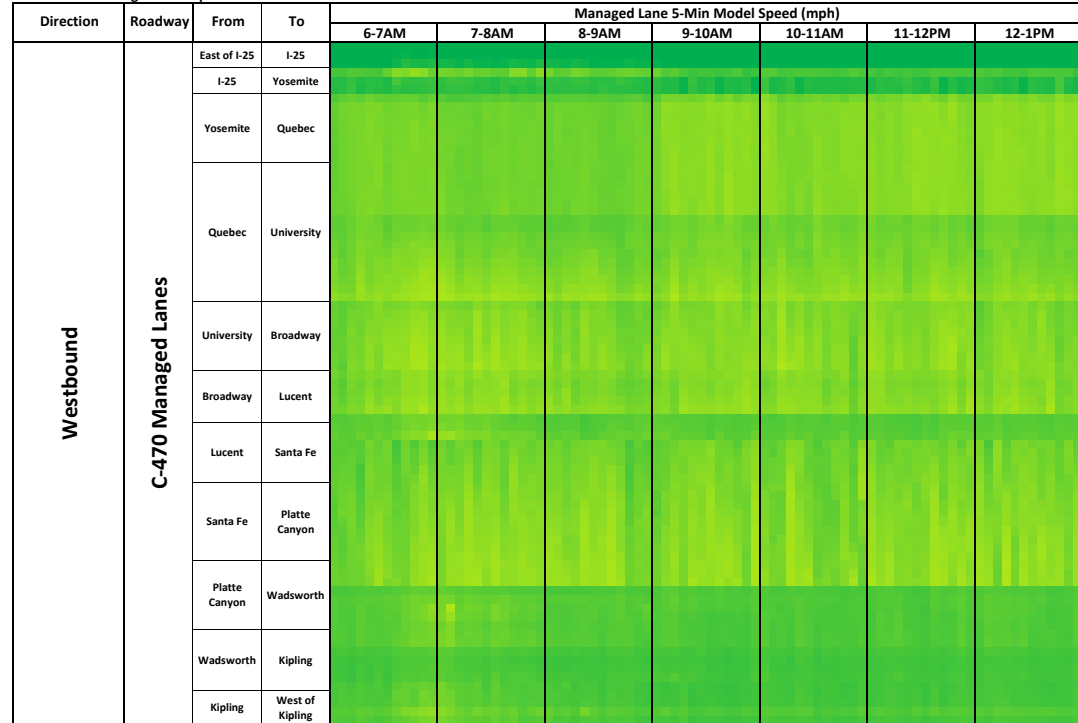 Direction Roadway From To Managed Lane 5-Min Model Speed (mph)
6-7AM 7-8AM 8-9AM 9-10AM 10-11AM 11-12PM 12-1PM
Westbound
C-470 Managed Lanes
East of I-25 I-25
I-25 Yosemite
Yosemite Quebec
Quebec University
University Broadway
Broadway Lucent
Lucent Santa Fe
Santa Fe Platte
Canyon
Platte
Canyon Wadsworth
Wadsworth Kipling
Kipling West of
Kipling